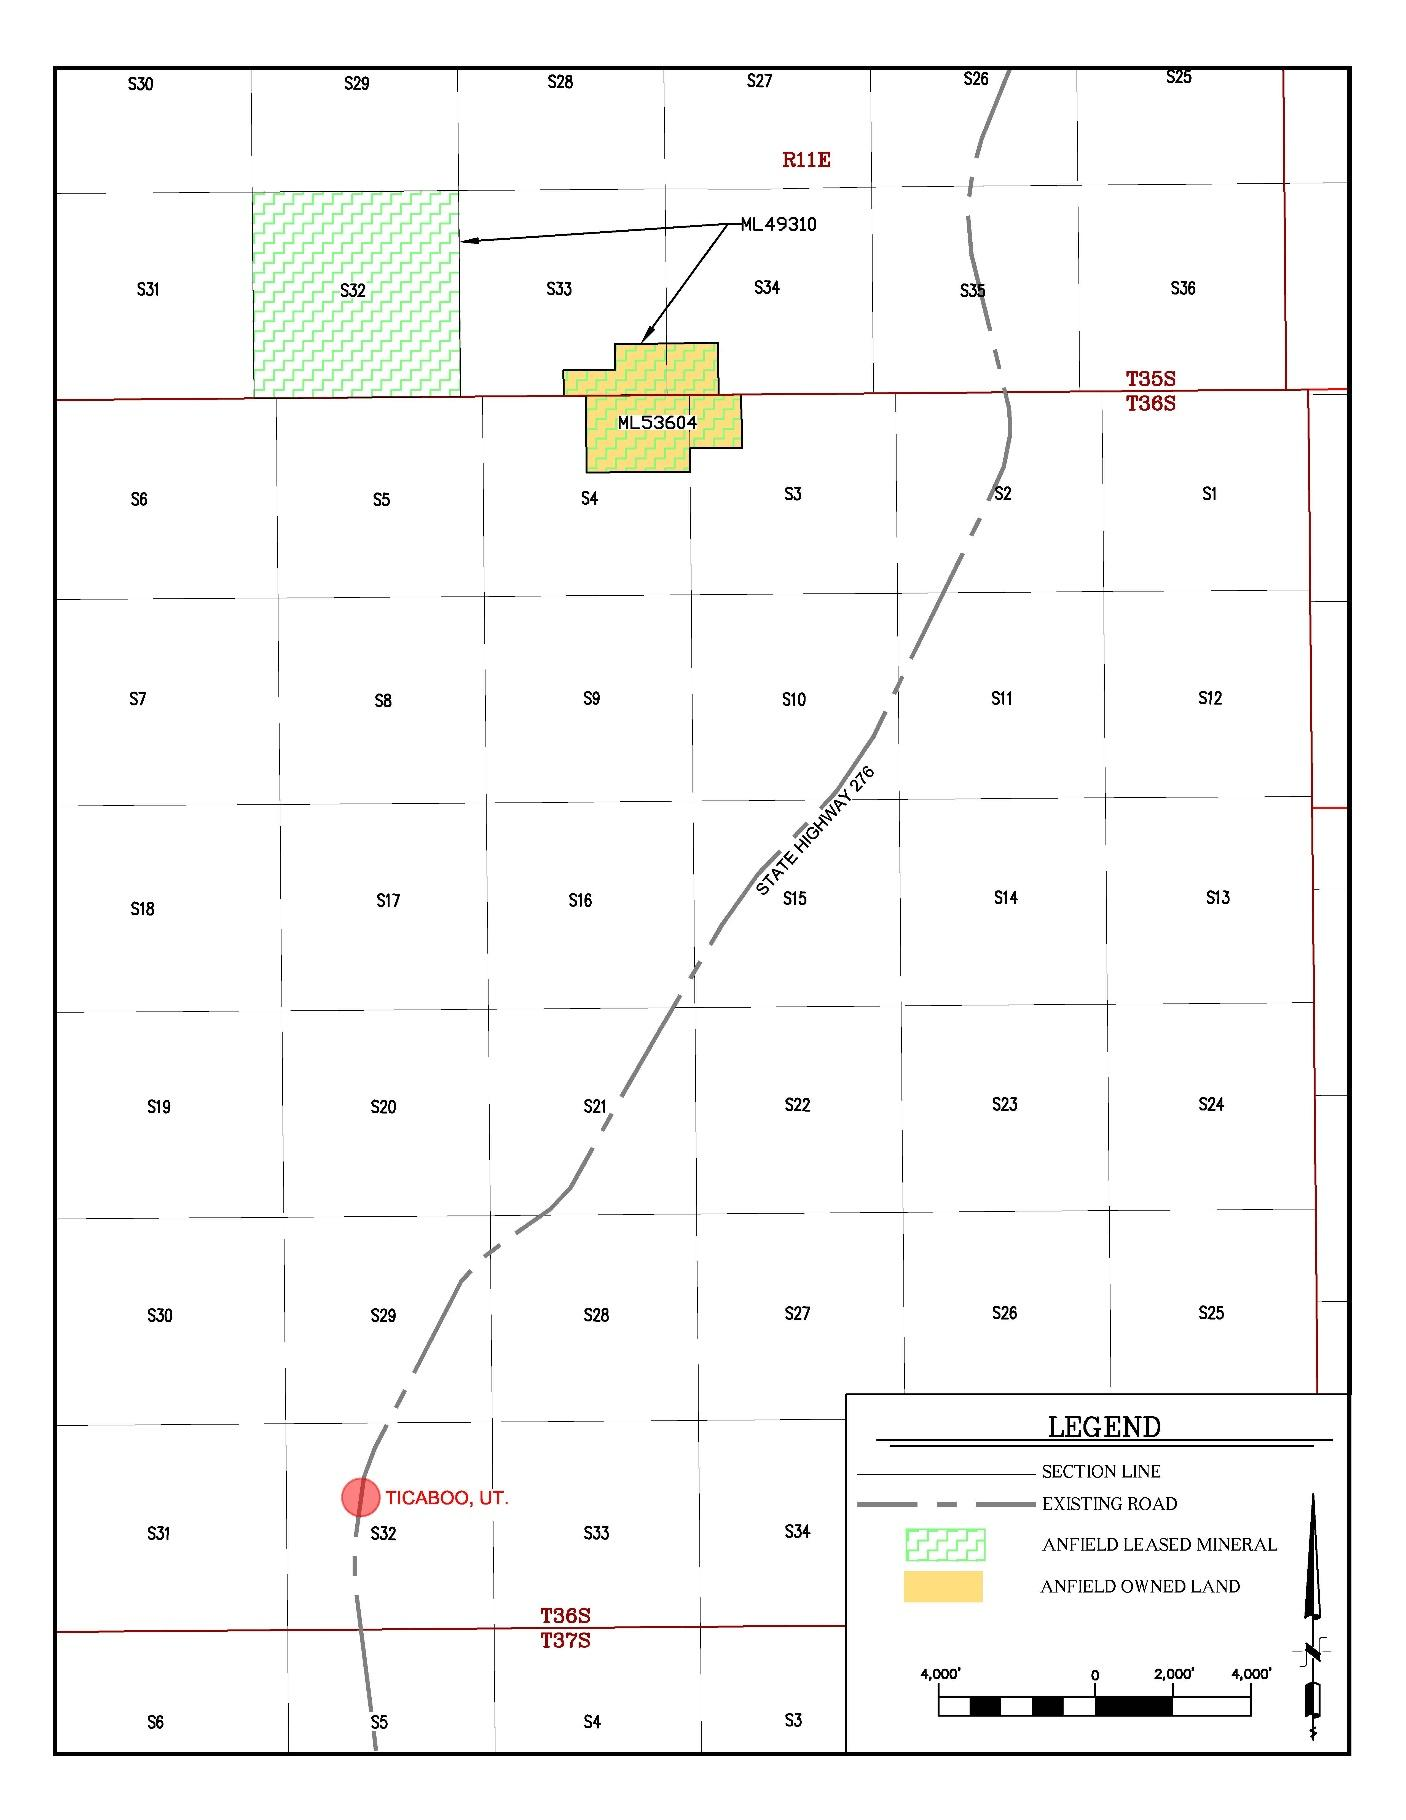 S30
S29
S28
S27
S26
S25
R11E
ML49310
S31
S32
S33
S34
S35
S36
T35S
T36S
ML53604
S6
S5
S4
S3
S2
S1
S7
S8
S9
S10
S11
S12
STATE HIGHWAY 276
S18
S17
S16
S15
S14
S13
S19
S20
S21
S22
S23
S24
S30
S29
S28
S27
S26
S25
TICABOO, UT.
S31
S32
S33
S34
T36S
T37S
S6
S5
S4
S3
LEGEND
SECTION LINE
EXISTING ROAD
ANFIELD LEASED MINERAL
ANFIELD OWNED LAND
4,000' 0 2,000' 4,000'
N
S